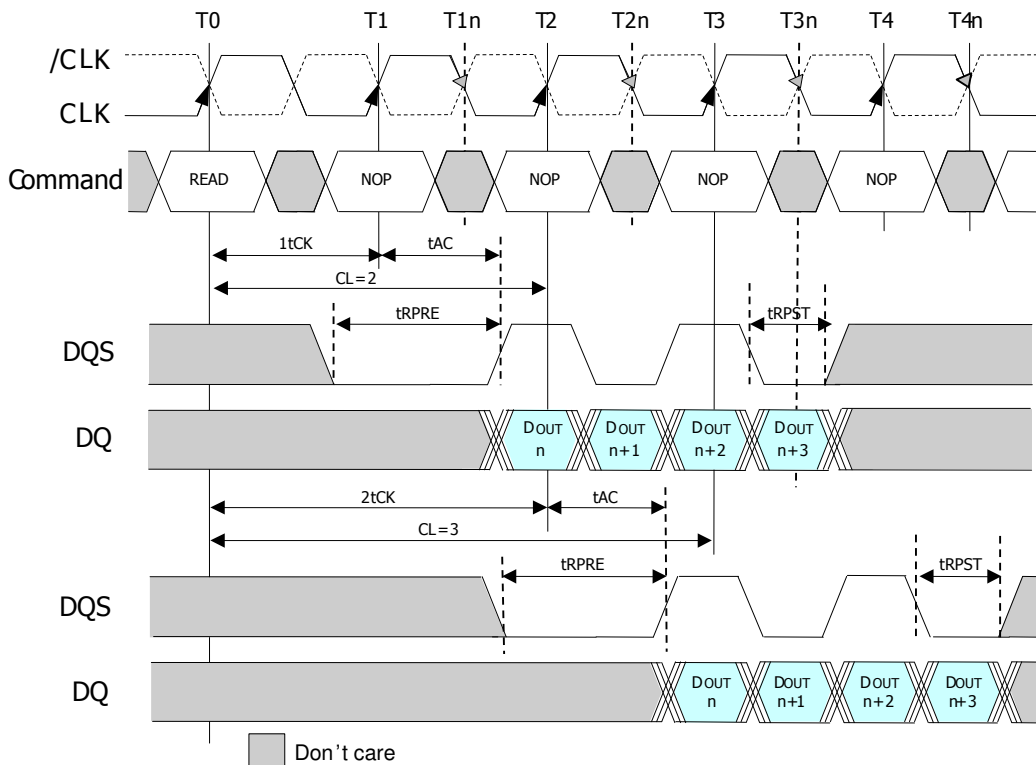 T0 T1 T1n T2 T2n T3 T3n T4 T4n
/CLK
CLK
Command READ NOP NOP NOP NOP
1tCK tAC
CL=2
tRPRE tRPST
DQS
DQ DOUT n DOUT n+1 DOUT n+2 DOUT n+3
2tCK tAC
CL=3
tRPRE tRPST
DQS
DQ DOUT n DOUT n+1 DOUT n+2 DOUT n+3
Don't care